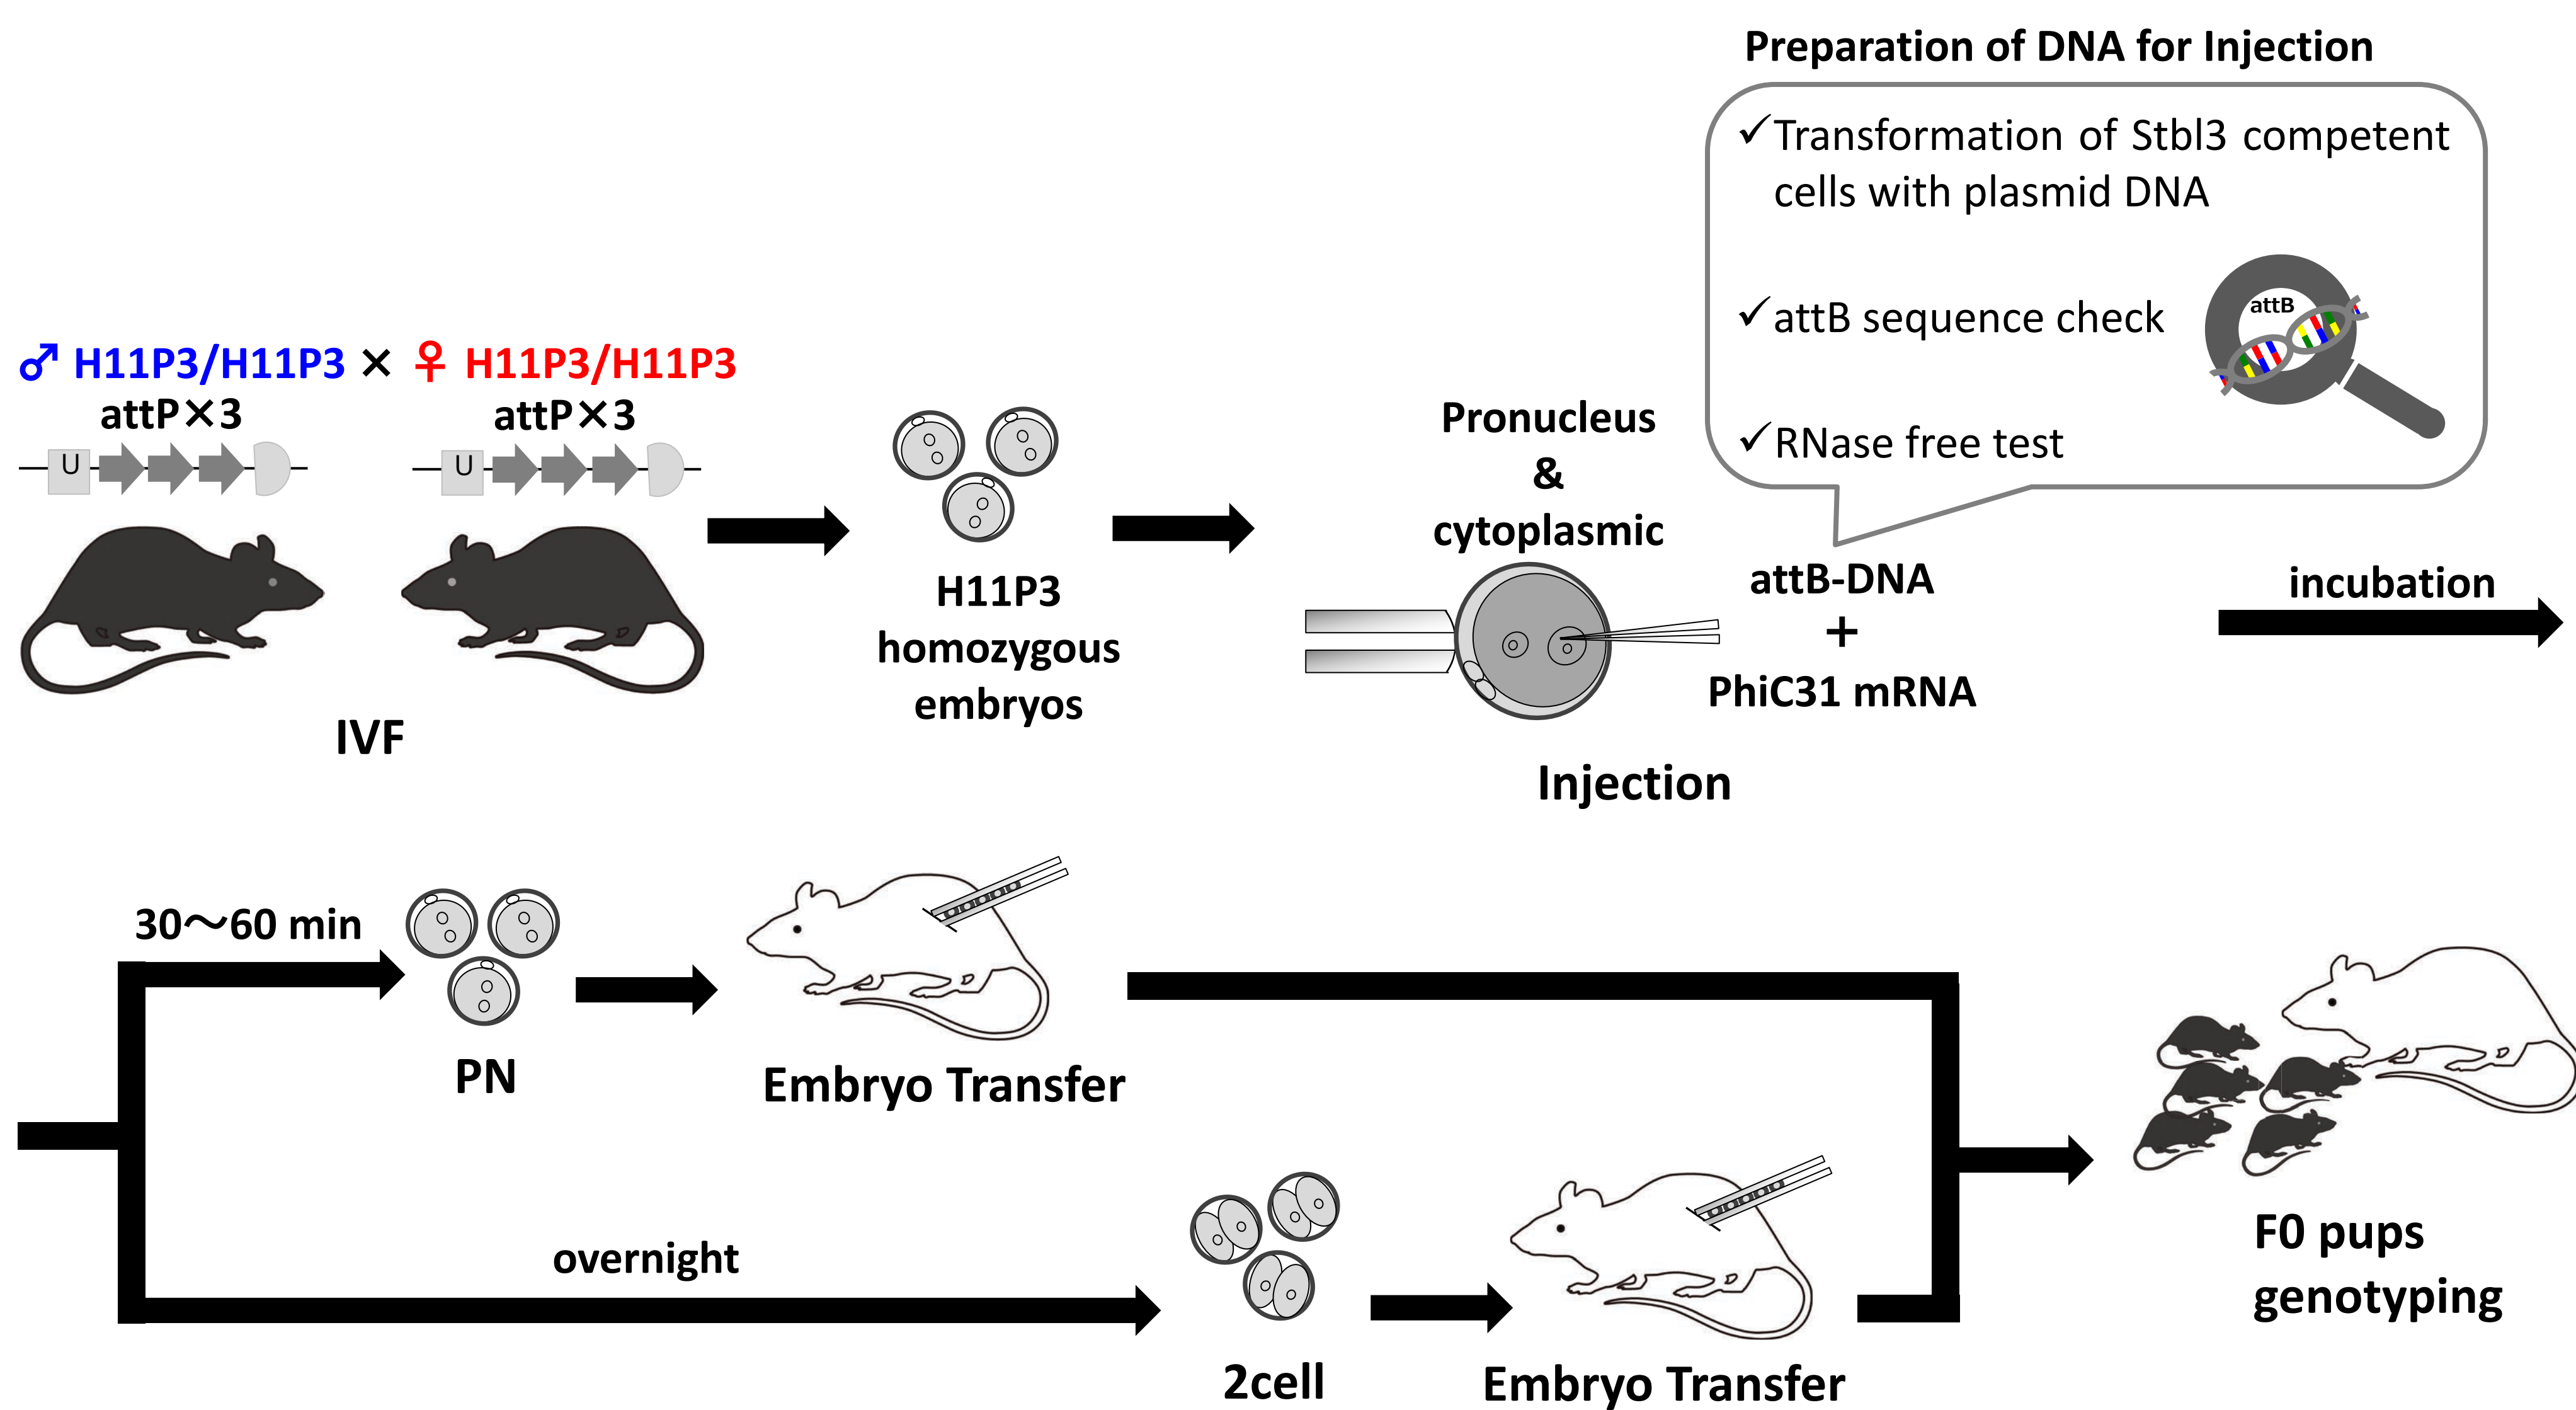 Preparation of DNA for Injection
✓Transformation of Stbl3 competent
cells with plasmid DNA
✓attB sequence check
attB
✓RNase free test
♂ H11P3/H11P3 × ♀ H11P3/H11P3
attP×3
attP×3
U
U
IVF
H11P3
homozygous
embryos
Pronucleus
&
cytoplasmic
attB-DNA
+
PhiC31 mRNA
Injection
incubation
30～60 min
PN
Embryo Transfer
overnight
2cell
Embryo Transfer
F0 pups
genotyping